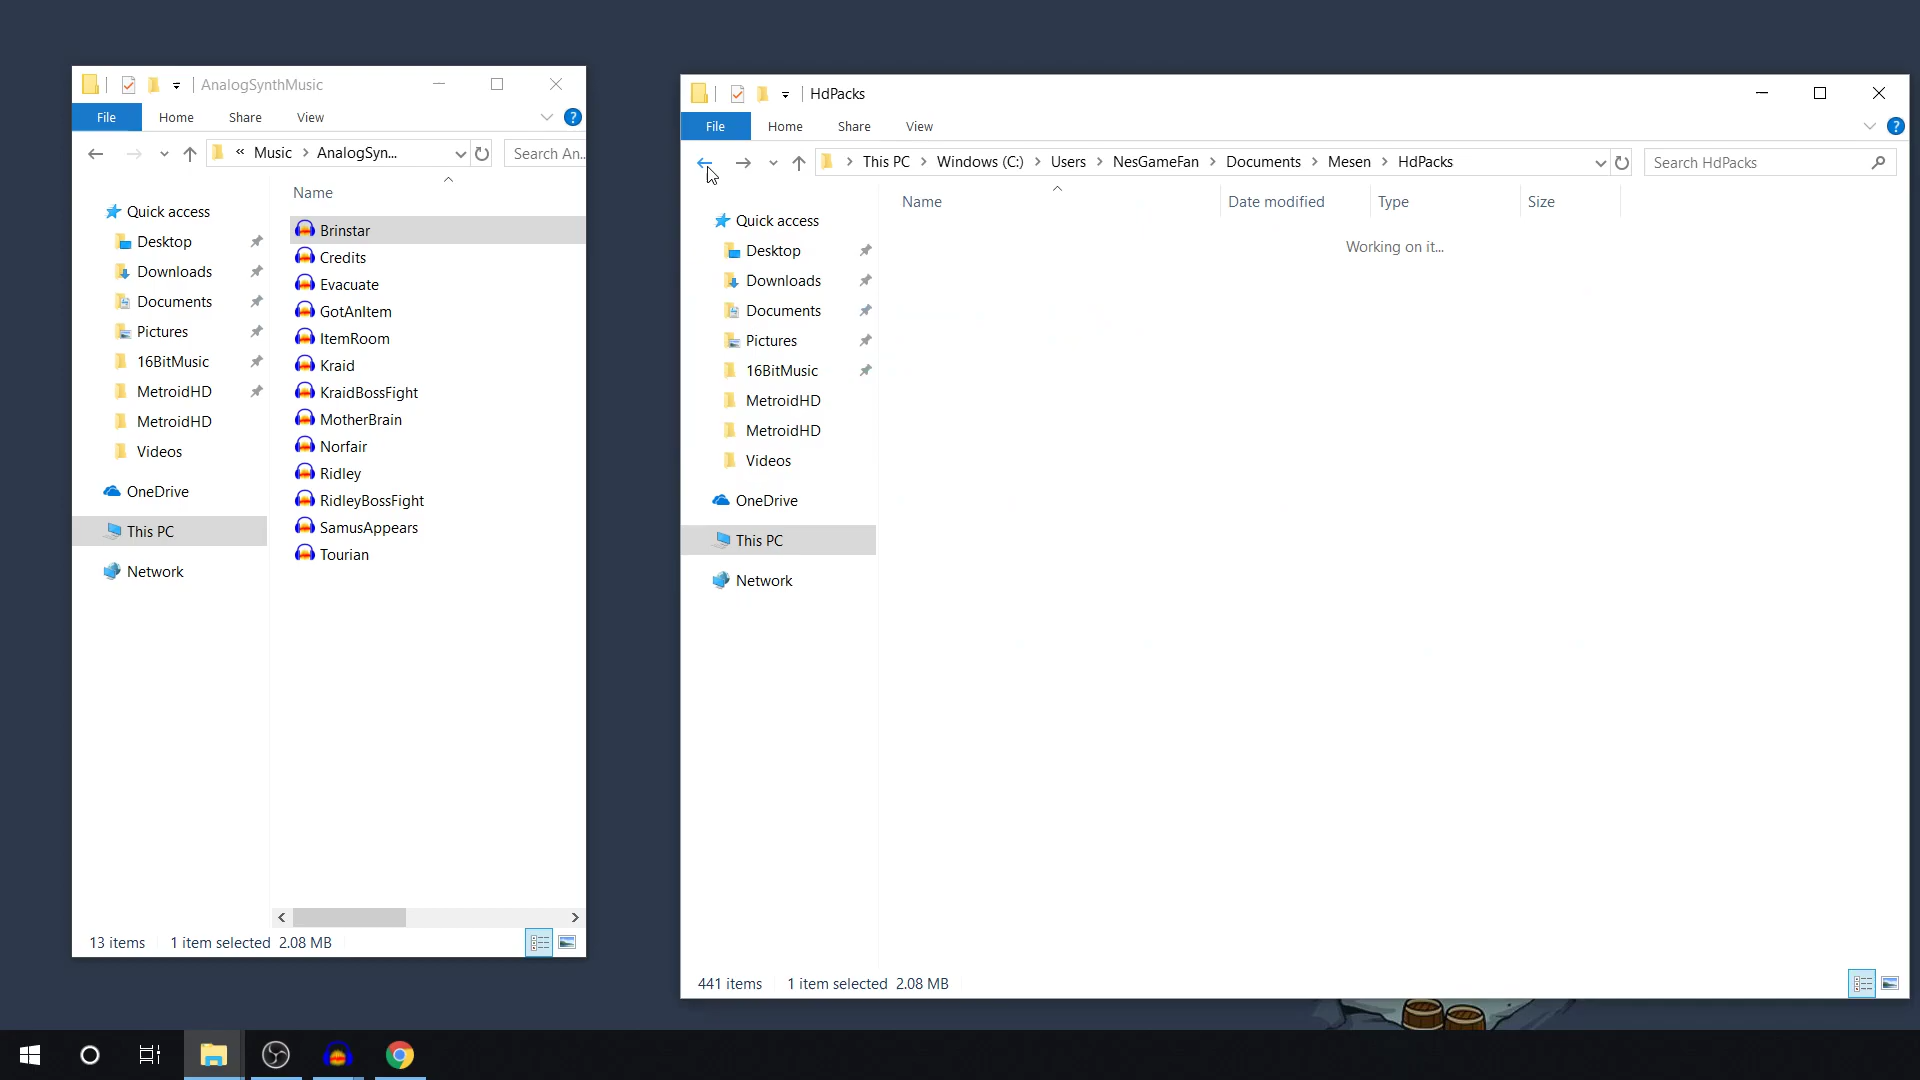 AnalogSynthMusic
File Home Share View
« Music > AnalogSyn... Search An..
Name
Quick access
Desktop
Downloads
Documents
Pictures
16BitMusic
MetroidHD
MetroidHD
Videos
OneDrive
This PC
Network
Brinstar
Credits
Evacuate
GotAnItem
ItemRoom
Kraid
KraidBossFight
MotherBrain
Norfair
Ridley
RidleyBossFight
SamusAppears
Tourian
13 items 1 item selected 2.08 MB
HdPacks
File Home Share View
> This PC > Windows (C:) > Users > NesGameFan > Documents > Mesen > HdPacks Search HdPacks
Name Date modified Type Size
Working on it...
Quick access
Desktop
Downloads
Documents
Pictures
16BitMusic
MetroidHD
MetroidHD
Videos
OneDrive
This PC
Network
441 items 1 item selected 2.08 MB